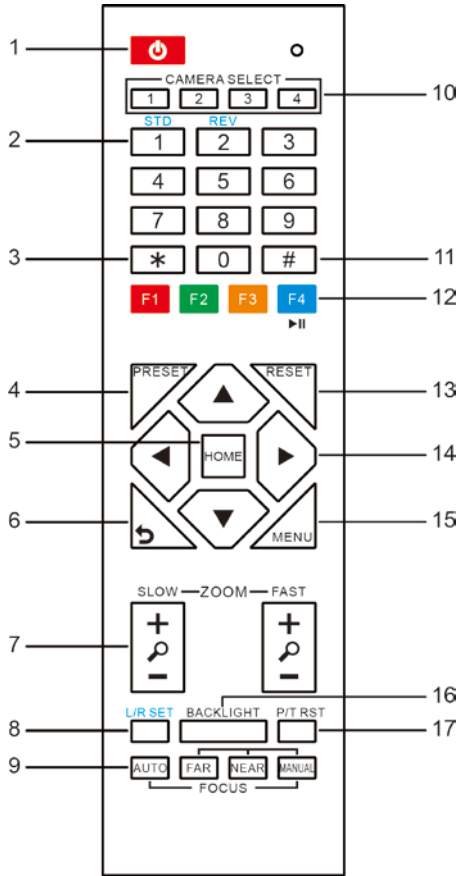 1
CAMERA SELECT
1 2 3 4 10
STD REV
2 1 2 3
4 5 6
7 8 9
3 * 0 # 11
F1 F2 F3 F4 12
4 PRESET RESET 13
5 HOME 14
6 MENU 15
SLOW ZOOM FAST
7 + +
− −
16
8 L/R SET BACKLIGHT P/T RST 17
9 AUTO FAR NEAR MANUAL
FOCUS